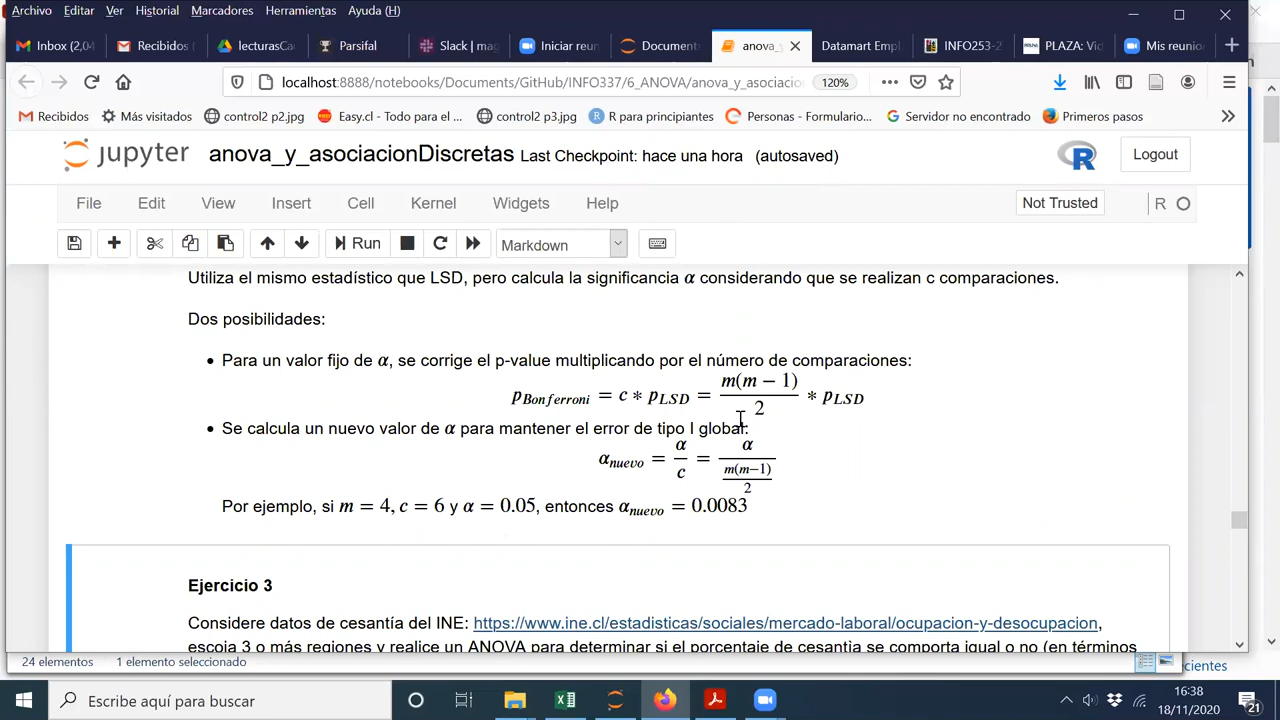 Archivo Editar Ver Historial Marcadores Herramientas Ayuda (H)
Inbox (2,04 Recibidos ( lecturasCa Parsifal Slack | mag Iniciar reun Documento anova_y_ Datamart Empl INFO253-2 PLAZA: Vid Mis reunio
localhost:8888/notebooks/Documents/GitHub/INFO337/6_ANOVA/anova_y_asociacion 120%
Recibidos Más visitados control2 p2.jpg Easy.cl - Todo para el ... control2 p3.jpg R para principiantes Personas - Formulario... Servidor no encontrado Primeros pasos
jupyter anova_y_asociacionDiscretas Last Checkpoint: hace una hora (autosaved) R Logout
File Edit View Insert Cell Kernel Widgets Help Not Trusted R
Run Markdown
Utiliza el mismo estadístico que LSD, pero calcula la significancia α considerando que se realizan c comparaciones.
Dos posibilidades:
• Para un valor fijo de α, se corrige el p-value multiplicando por el número de comparaciones:
p_Bonferroni = c * p_LSD = m(m − 1)/2 * p_LSD
• Se calcula un nuevo valor de α para mantener el error de tipo I global:
α_nuevo = α/c = α/(m(m−1)/2)
Por ejemplo, si m = 4, c = 6 y α = 0.05, entonces α_nuevo = 0.0083
Ejercicio 3
Considere datos de cesantía del INE: https://www.ine.cl/estadisticas/sociales/mercado-laboral/ocupacion-y-desocupacion,
escoja 3 o más regiones y realice un ANOVA para determinar si el porcentaje de cesantía se comporta igual o no (en términos
24 elementos 1 elemento seleccionado cientes
Escribe aquí para buscar 16:38
18/11/2020 21